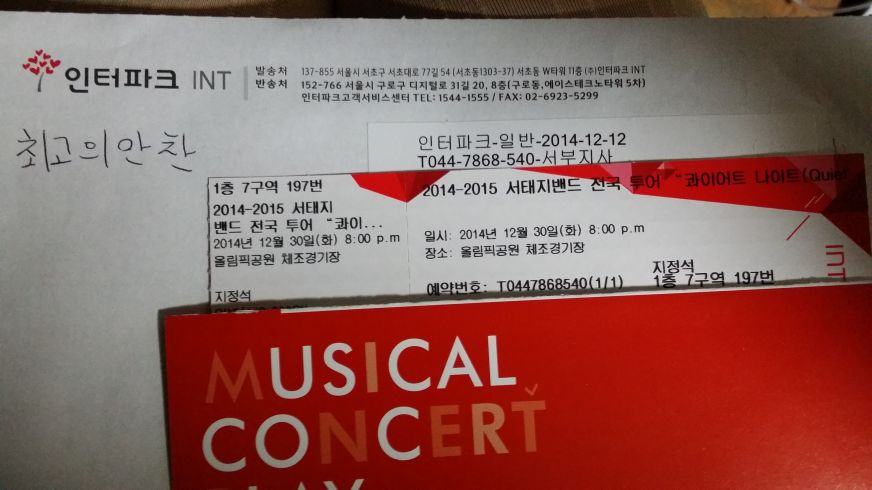 인터파크 INT
발송처 137-855 서울시 서초구 서초대로 77길 54 (서초동1303-37) 서초동 W타워 11층 (주)인터파크 INT
반송처 152-766 서울시 구로구 디지털로 31길 20, 8층(구로동,에이스테크노타워 5차)
인터파크고객서비스센터 TEL: 1544-1555 / FAX: 02-6923-5299
최고의 안 찬
인터파크-일반-2014-12-12
T044-7868-540-서부지사
1층 7구역 197번
2014-2015 서태지
밴드 전국 투어 “콰이...
2014년 12월 30일(화) 8:00 p.m
올림픽공원 체조경기장
지정석
2014-2015 서태지밴드 전국 투어 “콰이어트 나이트(Quiet
일시: 2014년 12월 30일(화) 8:00 p.m
장소: 올림픽공원 체조경기장
지정석
예약번호: T0447868540(1/1) 1층 7구역 197번
INT
MUSICAL
CONCERT
PLAY